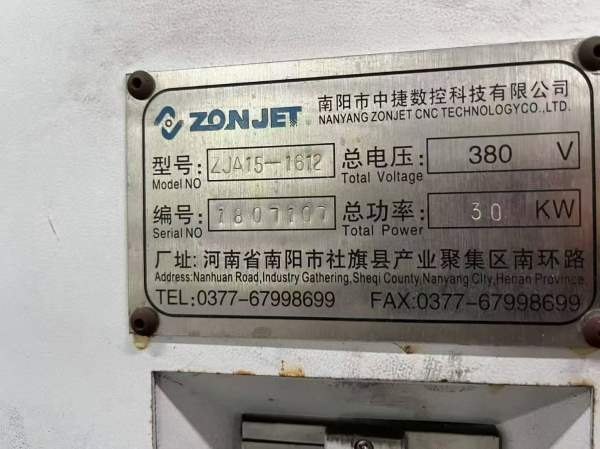 ZONJET 南阳市中捷数控科技有限公司
NANYANG ZONJET CNC TECHNOLOGYCO.,LTD.
型号: ZJA15-1612 总电压: 380 V
Model NO Total Voltage
编号: 1807107 总功率: 30 KW
Serial NO Total Power
厂址: 河南省南阳市社旗县产业聚集区南环路
Address:Nanhuan Road,Industry Gathering,Sheqi County,Nanyang City,Henan Province.
TEL:0377-67998699 FAX:0377-67998699